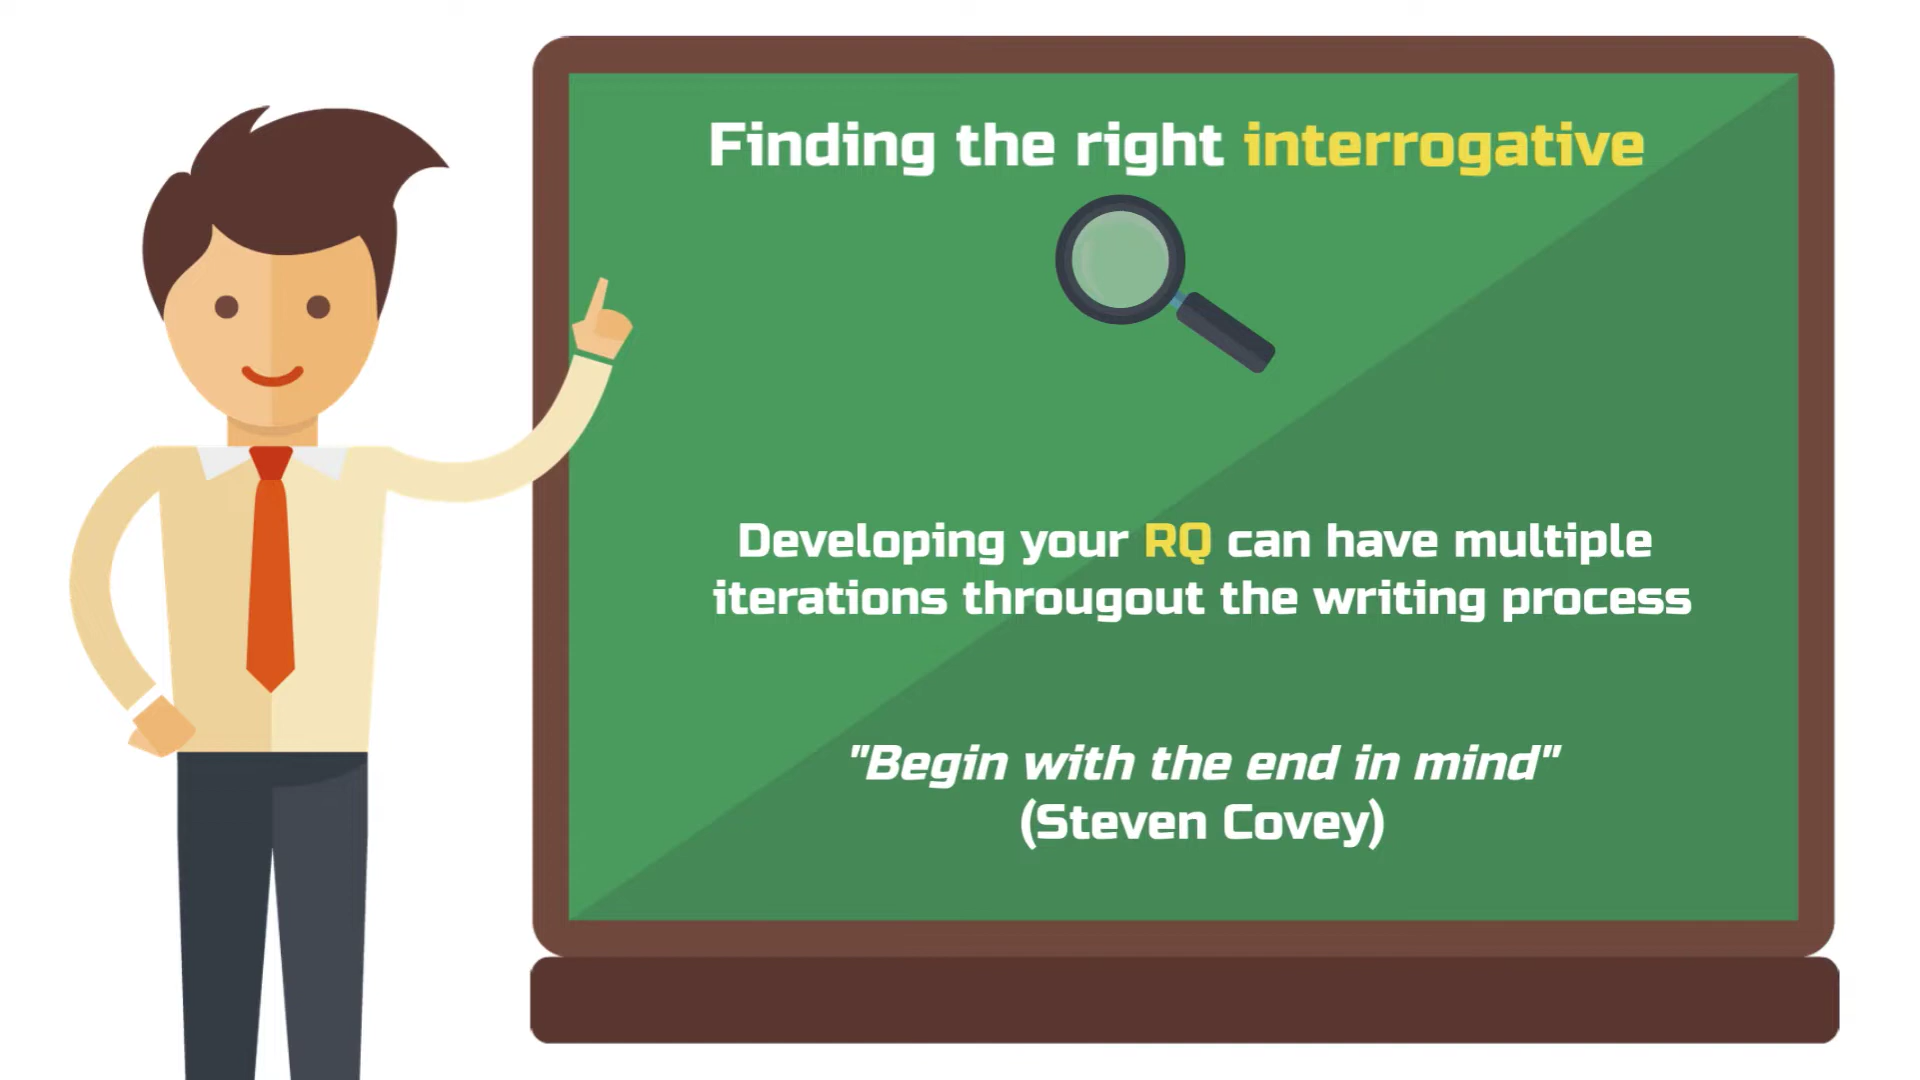 Finding the right interrogative
Developing your RQ can have multiple
iterations througout the writing process
"Begin with the end in mind"
(Steven Covey)